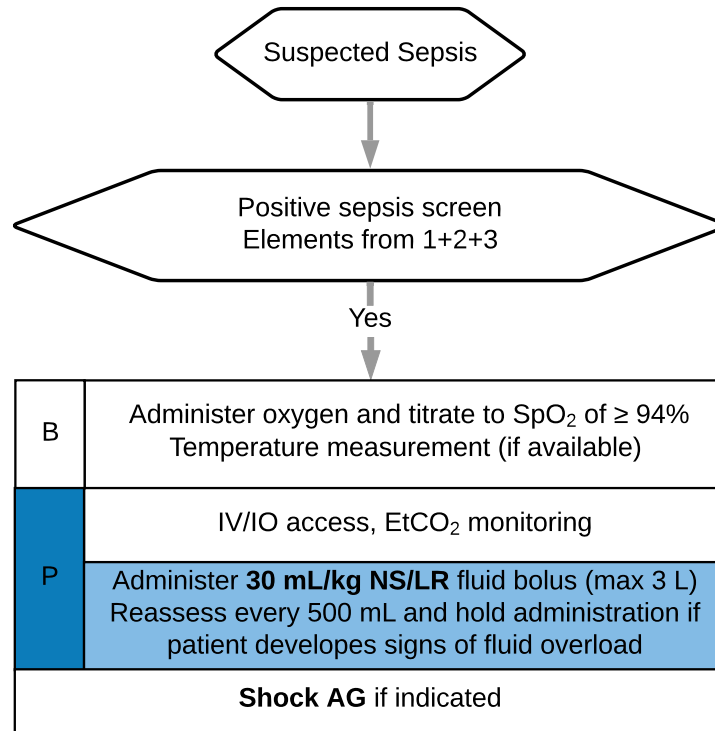 Suspected Sepsis
Positive sepsis screen
Elements from 1+2+3
Yes
B
Administer oxygen and titrate to SpO₂ of ≥ 94%
Temperature measurement (if available)
P
IV/IO access, EtCO₂ monitoring
Administer 30 mL/kg NS/LR fluid bolus (max 3 L)
Reassess every 500 mL and hold administration if
patient developes signs of fluid overload
Shock AG if indicated